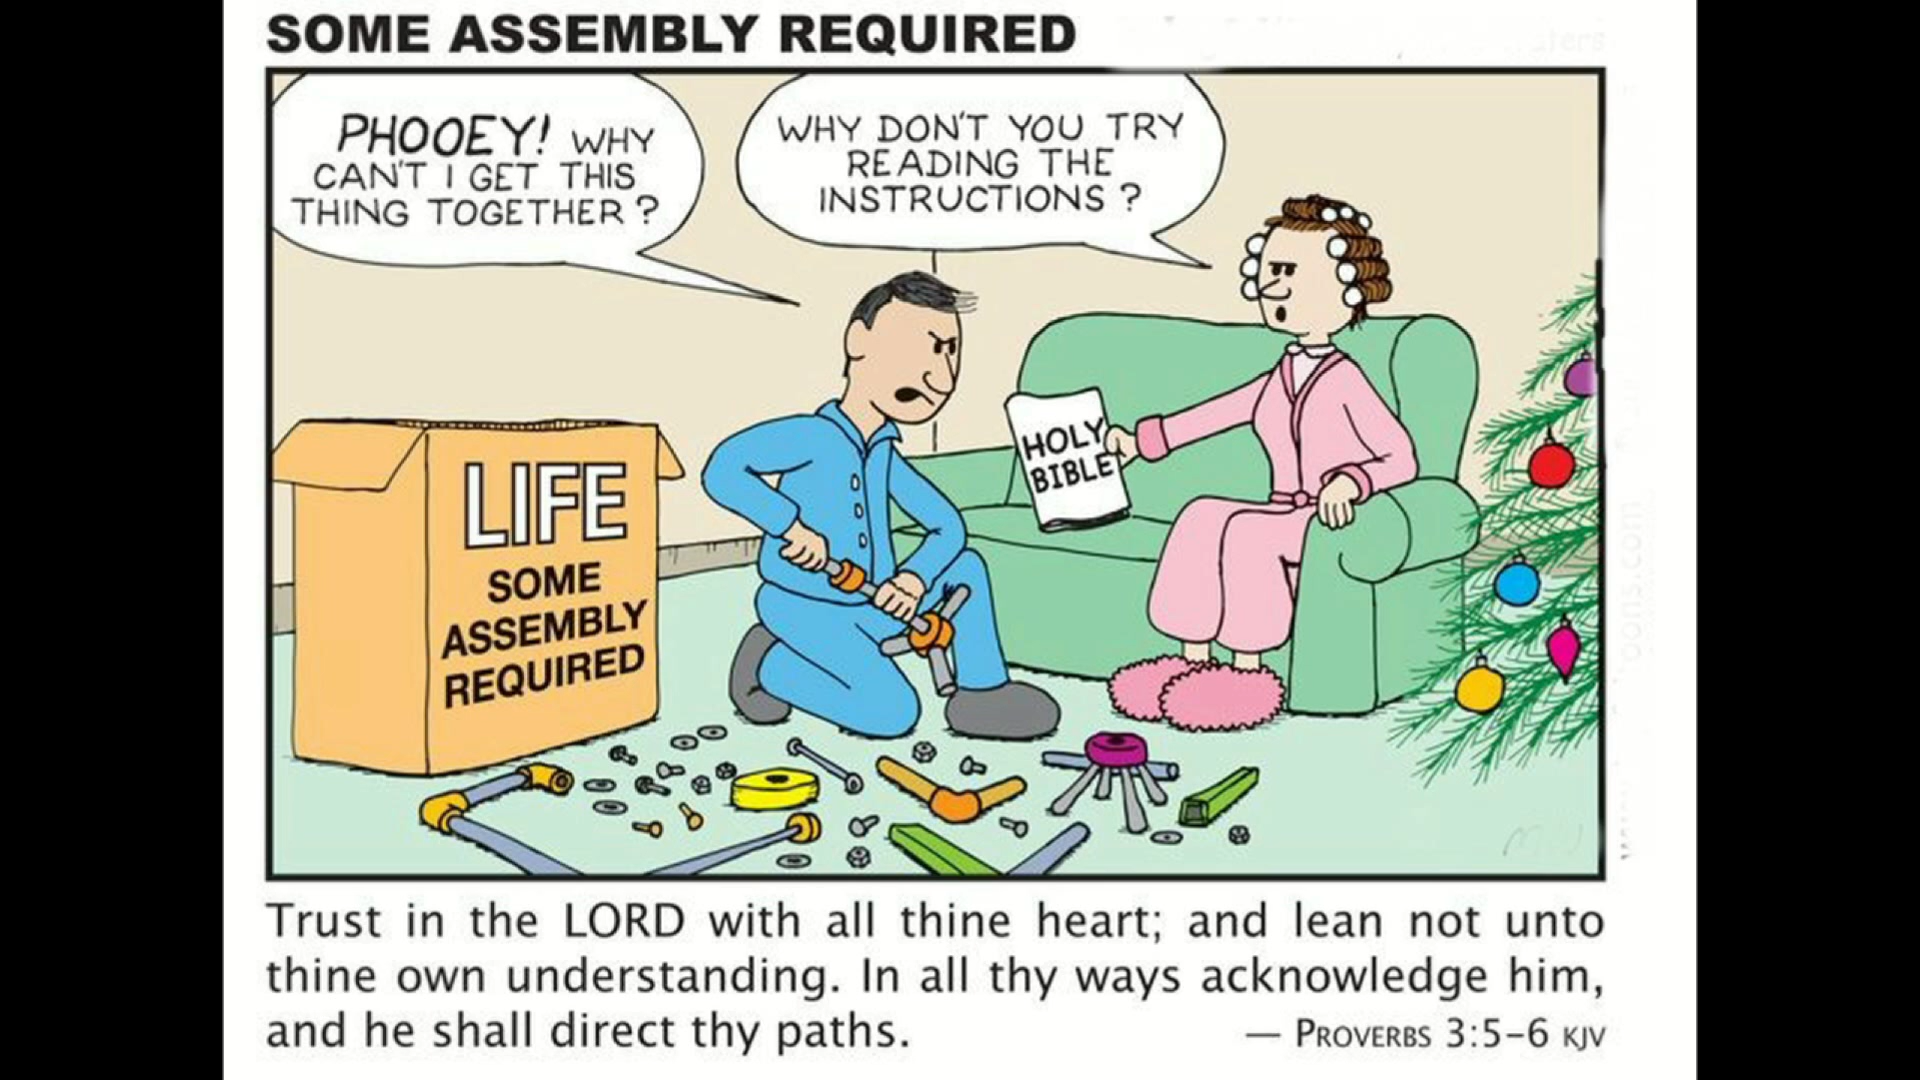 SOME ASSEMBLY REQUIRED
PHOOEY! WHY
CAN'T I GET THIS
THING TOGETHER?
WHY DON'T YOU TRY
READING THE
INSTRUCTIONS?
HOLY
BIBLE
LIFE
SOME
ASSEMBLY
REQUIRED
Trust in the LORD with all thine heart; and lean not unto
thine own understanding. In all thy ways acknowledge him,
and he shall direct thy paths. — PROVERBS 3:5–6 KJV